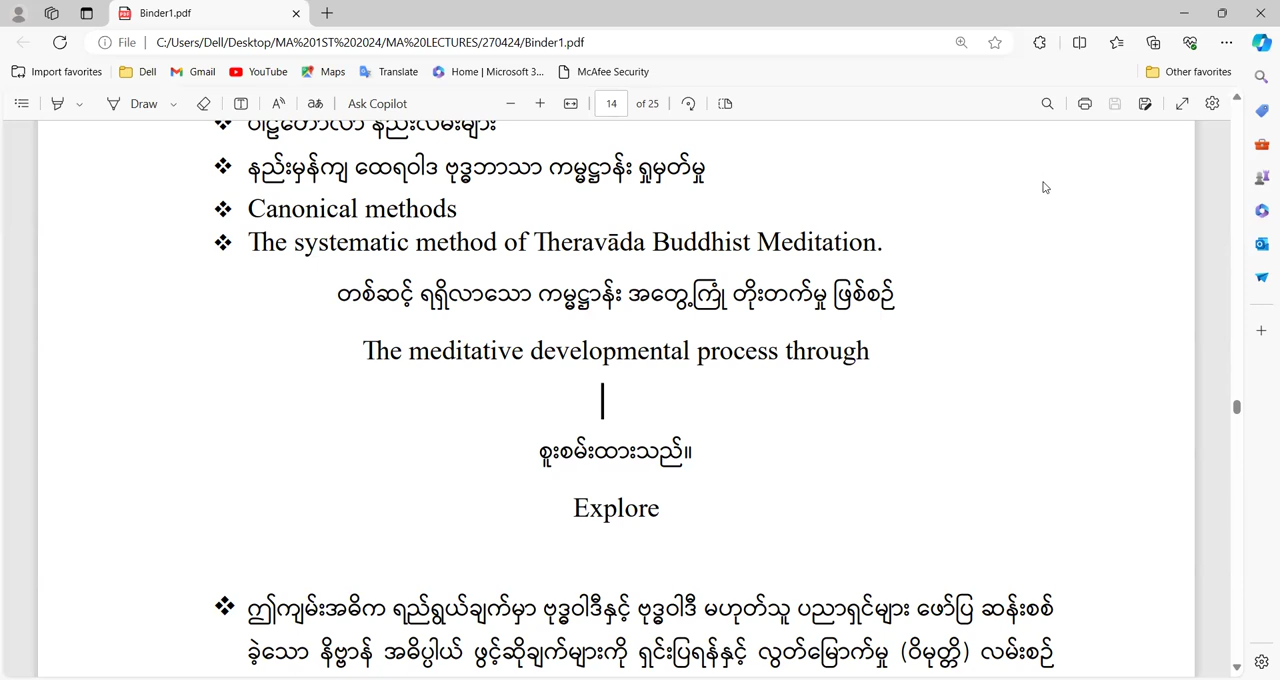 Binder1.pdf
File
C:/Users/Dell/Desktop/MA%201ST%202024/MA%20LECTURES/270424/Binder1.pdf
Import favorites
Dell
Gmail
YouTube
Maps
Translate
Home | Microsoft 3...
McAfee Security
Other favorites
Draw
Ask Copilot
14 of 25
ပါဠိတော်လာ နည်းလမ်းများ
နည်းမှန်ကျ ထေရဝါဒ ဗုဒ္ဓဘာသာ ကမ္မဋ္ဌာန်း ရှုမှတ်မှု
Canonical methods
The systematic method of Theravāda Buddhist Meditation.
တစ်ဆင့် ရရှိလာသော ကမ္မဋ္ဌာန်း အတွေ့ကြုံ တိုးတက်မှု ဖြစ်စဉ်
The meditative developmental process through
စူးစမ်းထားသည်။
Explore
ဤကျမ်းအဓိက ရည်ရွယ်ချက်မှာ ဗုဒ္ဓဝါဒီနှင့် ဗုဒ္ဓဝါဒီ မဟုတ်သူ ပညာရှင်များ ဖော်ပြ ဆန်းစစ်
ခဲ့သော နိဗ္ဗာန် အဓိပ္ပါယ် ဖွင့်ဆိုချက်များကို ရှင်းပြရန်နှင့် လွတ်မြောက်မှု (ဝိမုတ္တိ) လမ်းစဉ်